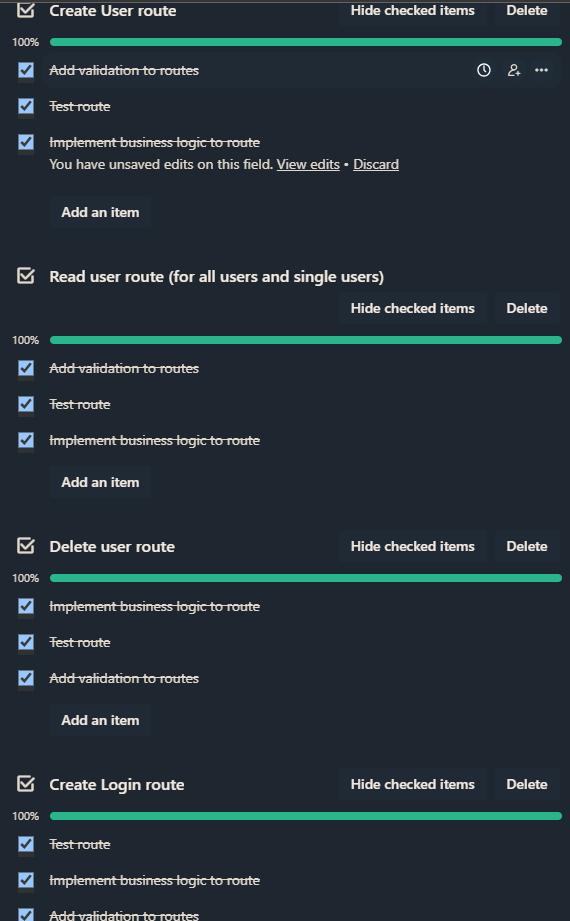 Create User route Hide checked items Delete
100%
Add validation to routes
Test route
Implement business logic to route
You have unsaved edits on this field. View edits • Discard
Add an item
Read user route (for all users and single users)
Hide checked items Delete
100%
Add validation to routes
Test route
Implement business logic to route
Add an item
Delete user route Hide checked items Delete
100%
Implement business logic to route
Test route
Add validation to routes
Add an item
Create Login route Hide checked items Delete
100%
Test route
Implement business logic to route
Add validation to routes